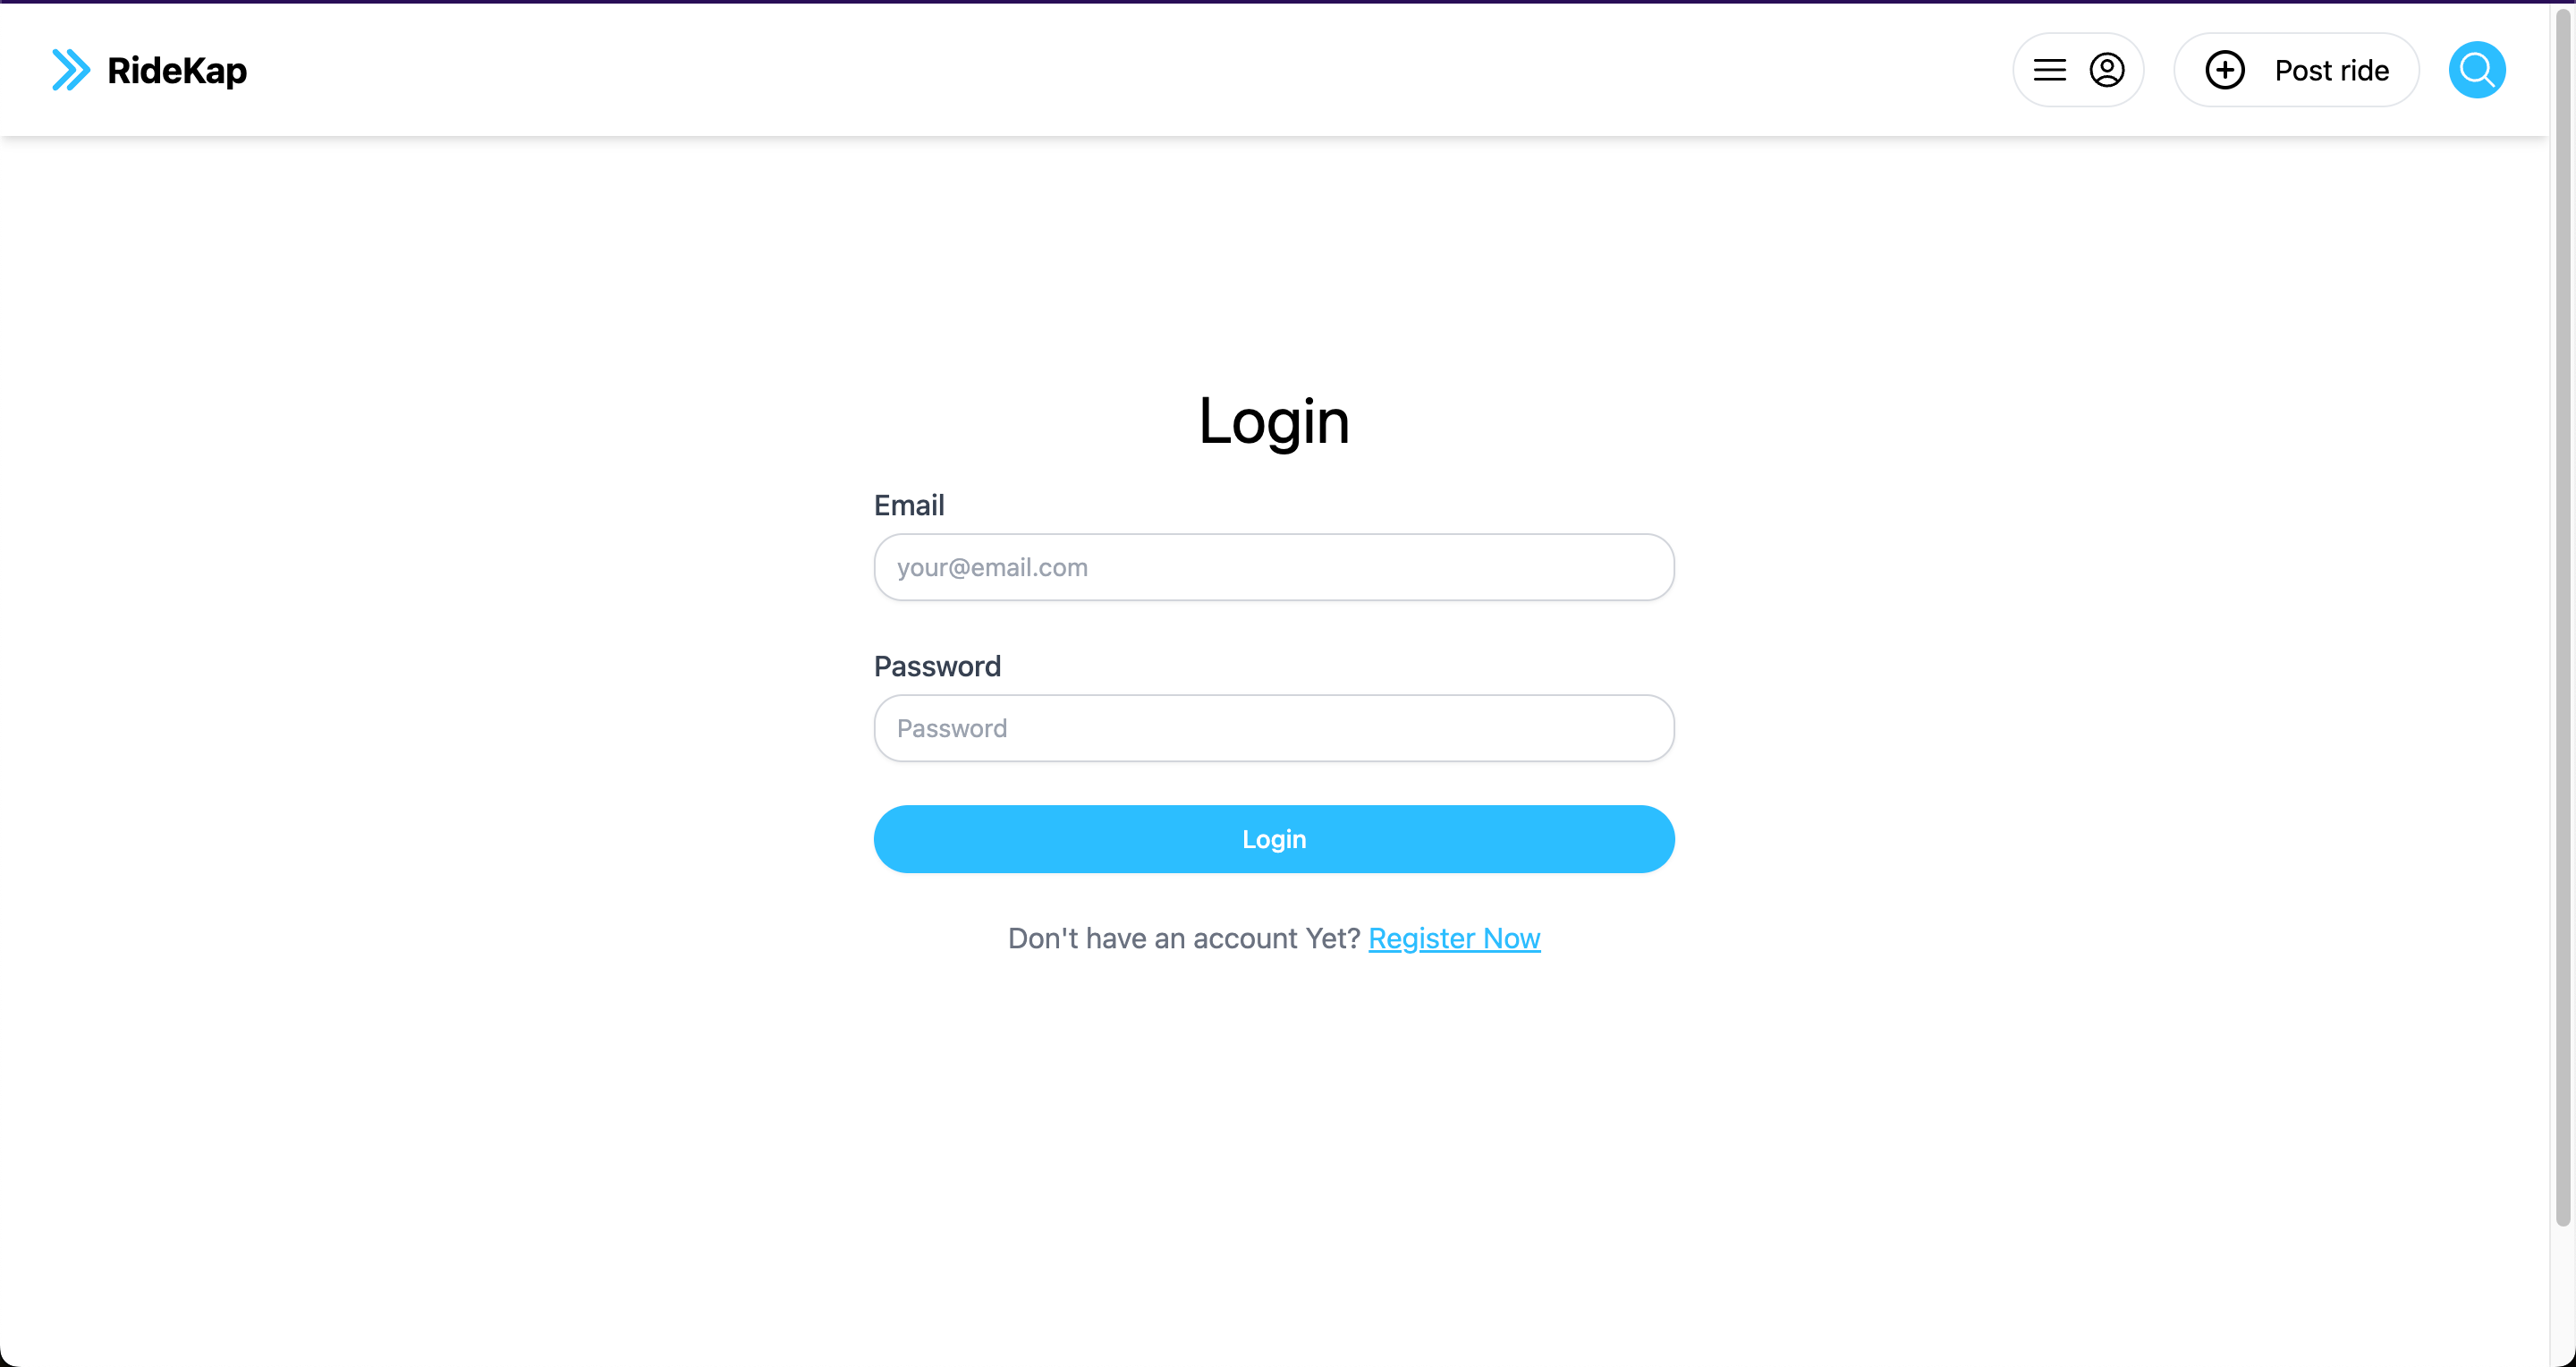 RideKap
Post ride
Login
Email
your@email.com
Password
Password
Login
Don't have an account Yet? Register Now